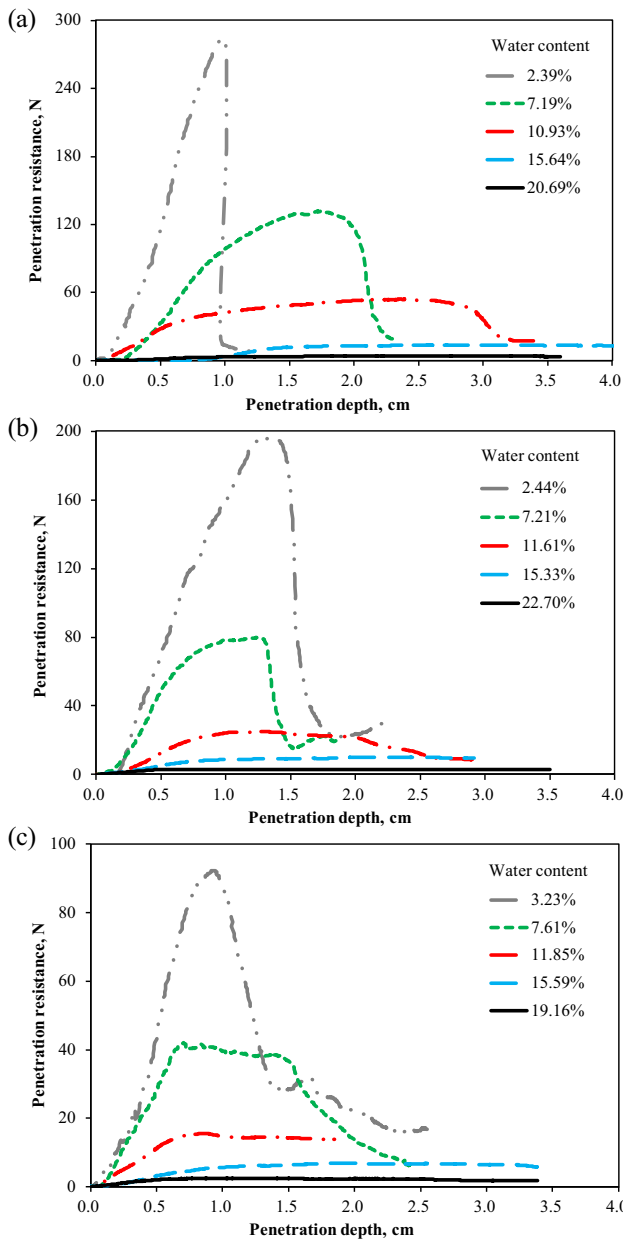 (a)
300
240
180
120
60
0
Penetration resistance, N
Water content
2.39%
7.19%
10.93%
15.64%
20.69%
0.0 0.5 1.0 1.5 2.0 2.5 3.0 3.5 4.0
Penetration depth, cm
(b)
200
160
120
80
40
0
Penetration resistance, N
Water content
2.44%
7.21%
11.61%
15.33%
22.70%
0.0 0.5 1.0 1.5 2.0 2.5 3.0 3.5 4.0
Penetration depth, cm
(c)
100
80
60
40
20
0
Penetration resistance, N
Water content
3.23%
7.61%
11.85%
15.59%
19.16%
0.0 0.5 1.0 1.5 2.0 2.5 3.0 3.5 4.0
Penetration depth, cm